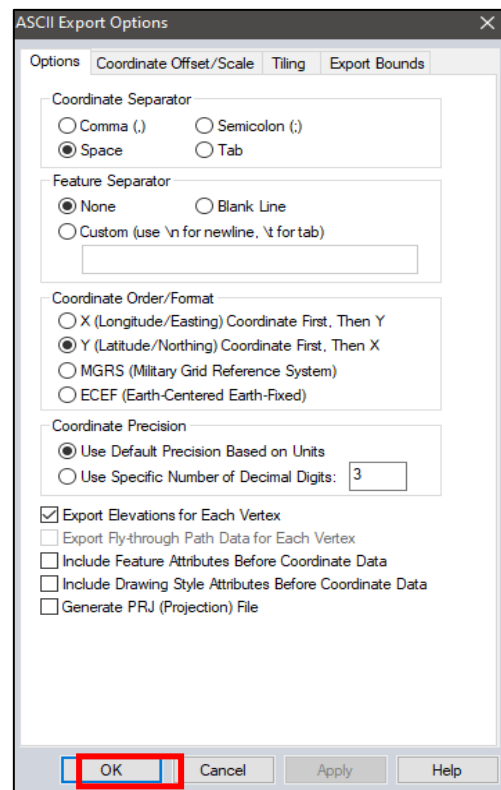 ASCII Export Options
Options Coordinate Offset/Scale Tiling Export Bounds
Coordinate Separator
Comma (,) Semicolon (;)
Space Tab
Feature Separator
None Blank Line
Custom (use \n for newline, \t for tab)
Coordinate Order/Format
X (Longitude/Easting) Coordinate First, Then Y
Y (Latitude/Northing) Coordinate First, Then X
MGRS (Military Grid Reference System)
ECEF (Earth-Centered Earth-Fixed)
Coordinate Precision
Use Default Precision Based on Units
Use Specific Number of Decimal Digits: 3
Export Elevations for Each Vertex
Export Fly-through Path Data for Each Vertex
Include Feature Attributes Before Coordinate Data
Include Drawing Style Attributes Before Coordinate Data
Generate PRJ (Projection) File
OK Cancel Apply Help